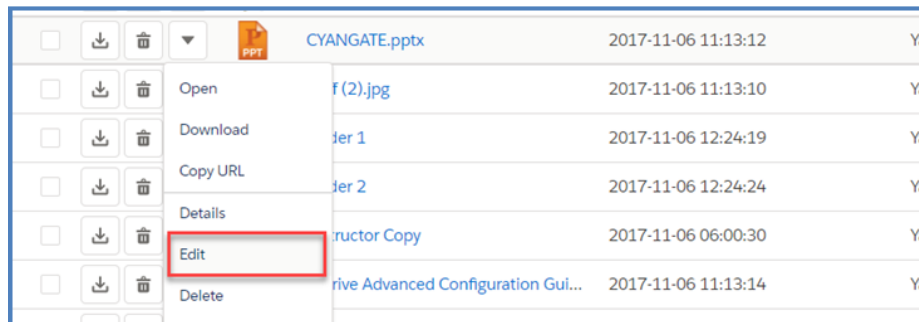 PPT CYANGATE.pptx 2017-11-06 11:13:12 Y
Open f (2).jpg 2017-11-06 11:13:10 Y
Download der 1 2017-11-06 12:24:19 Y
Copy URL der 2 2017-11-06 12:24:24 Y
Details
Edit ructor Copy 2017-11-06 06:00:30 Y
Delete rive Advanced Configuration Gui... 2017-11-06 11:13:14 Y